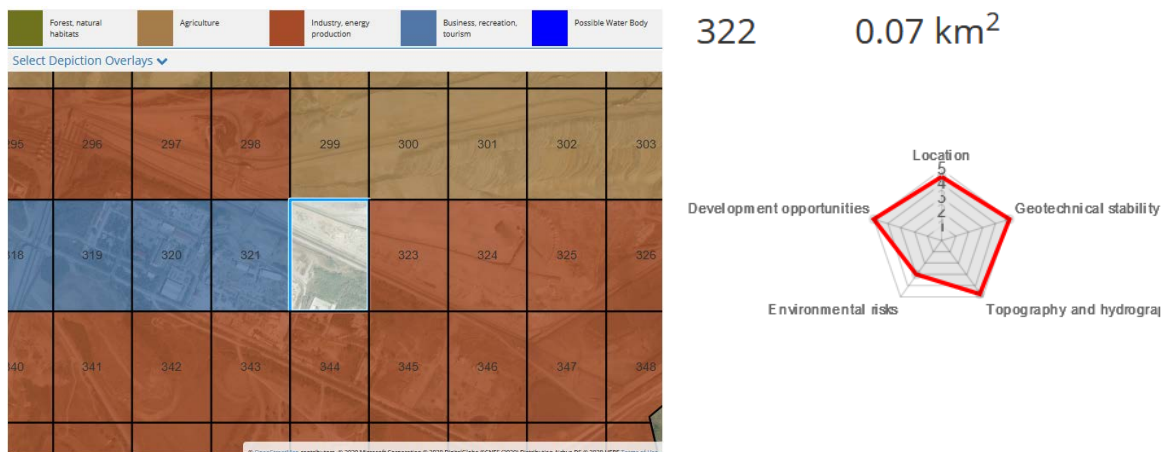 Forest, natural
habitats
Agriculture
Industry, energy
production
Business, recreation,
tourism
Possible Water Body
Select Depiction Overlays
322 0.07 km²
295 296 297 298 299 300 301 302 303
318 319 320 321 323 324 325 326
340 341 342 343 344 345 346 347 348
Location
5
4
3
2
1
Development opportunities
Geotechnical stability
Environmental risks
Topography and hydrograp